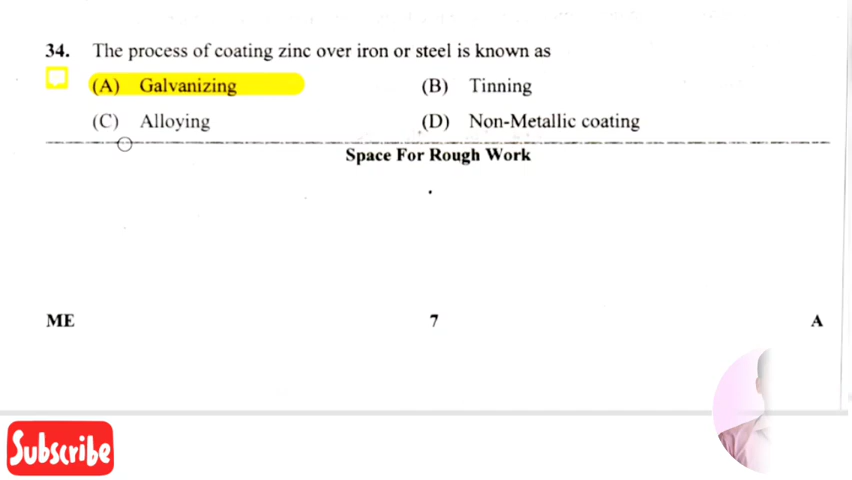 34. The process of coating zinc over iron or steel is known as
(A) Galvanizing (B) Tinning
(C) Alloying (D) Non-Metallic coating
Space For Rough Work
ME 7 A
Subscribe